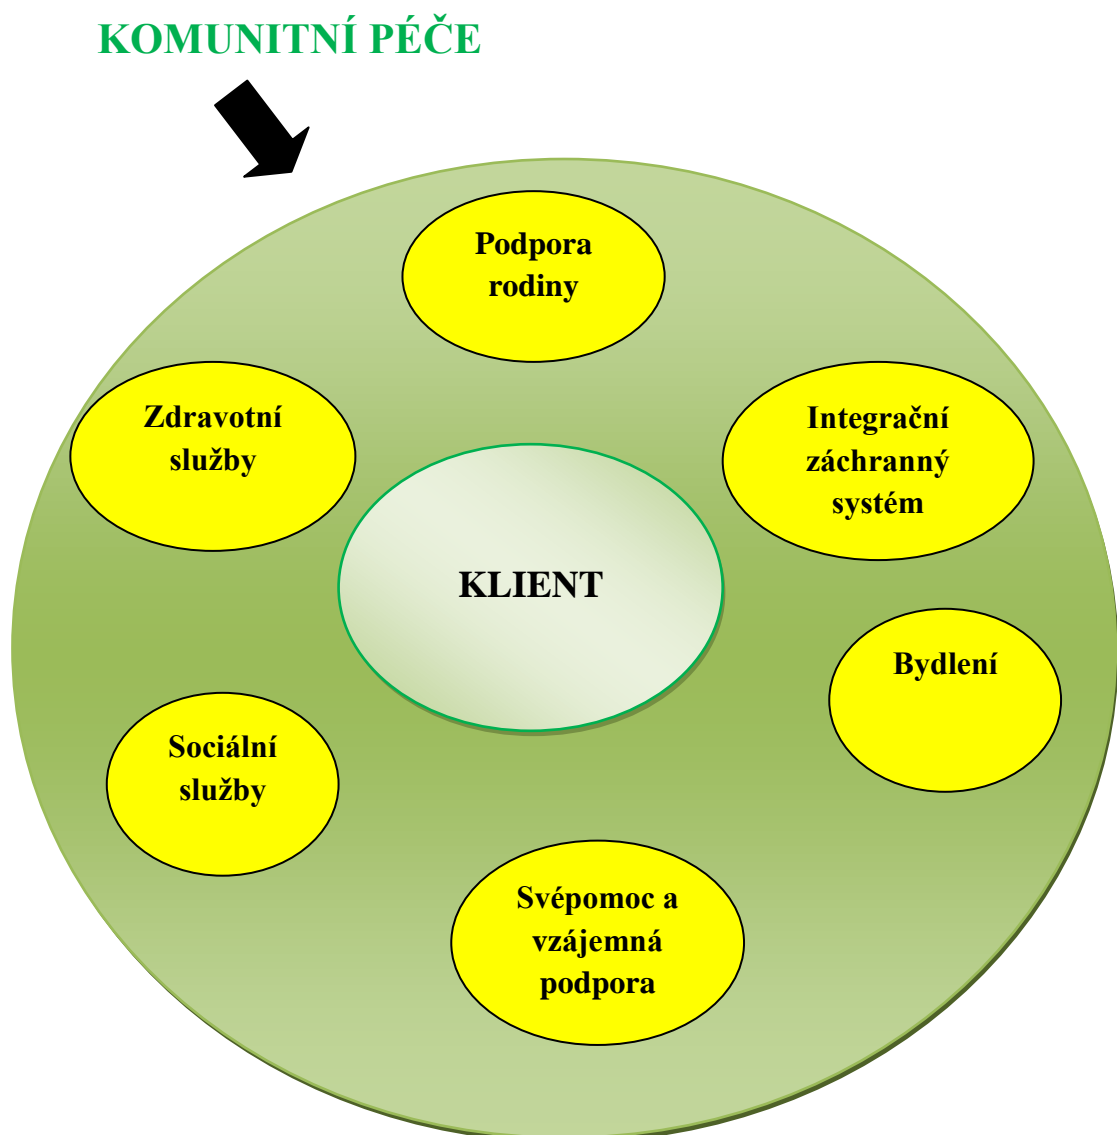 KOMUNITNÍ PÉČE
Podpora
rodiny
Zdravotní
služby
Integrační
záchranný
systém
KLIENT
Bydlení
Sociální
služby
Svépomoc a
vzájemná
podpora